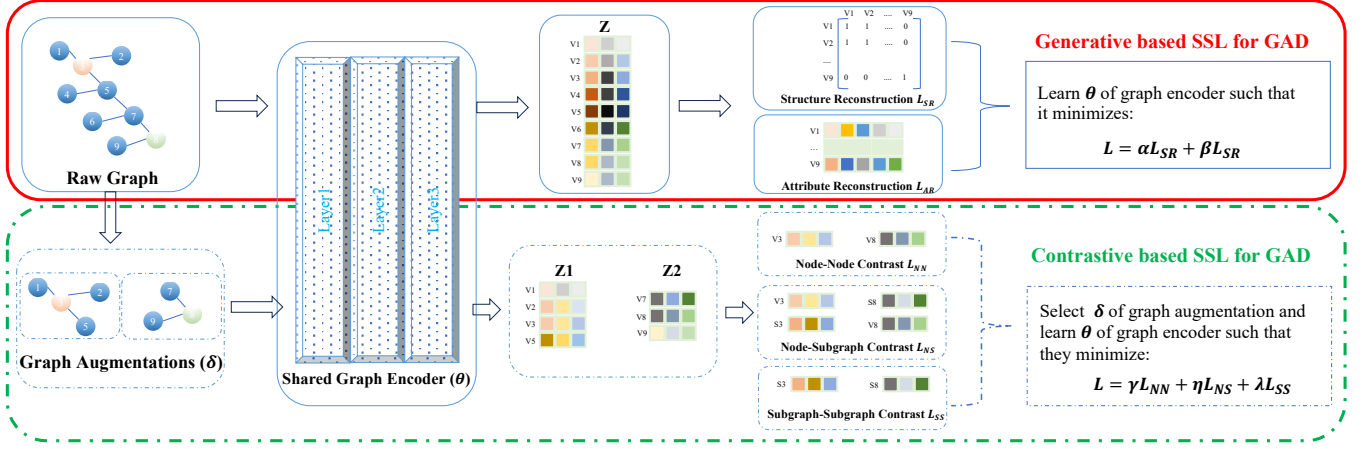 1
2
4
5
6
7
9
Raw Graph
Layer1
Layer2
Layer3
Shared Graph Encoder (θ)
Z
V1
V2
V3
V4
V5
V6
V7
V8
V9
V1 V2 .... V9
V1 1 1 .... 0
V2 1 1 .... 0
....
V9 0 0 .... 1
Structure Reconstruction L_SR
V1
...
V9
Attribute Reconstruction L_AR
Generative based SSL for GAD
Learn θ of graph encoder such that
it minimizes:
L = αL_SR + βL_SR
1
2
5
7
9
Graph Augmentations (δ)
Z1
V1
V2
V3
V5
Z2
V7
V8
V9
V3 V8
Node-Node Contrast L_NN
V3 S8
S3 V8
Node-Subgraph Contrast L_NS
S3 S8
Subgraph-Subgraph Contrast L_SS
Contrastive based SSL for GAD
Select δ of graph augmentation and
learn θ of graph encoder such that
they minimize:
L = γL_NN + ηL_NS + λL_SS